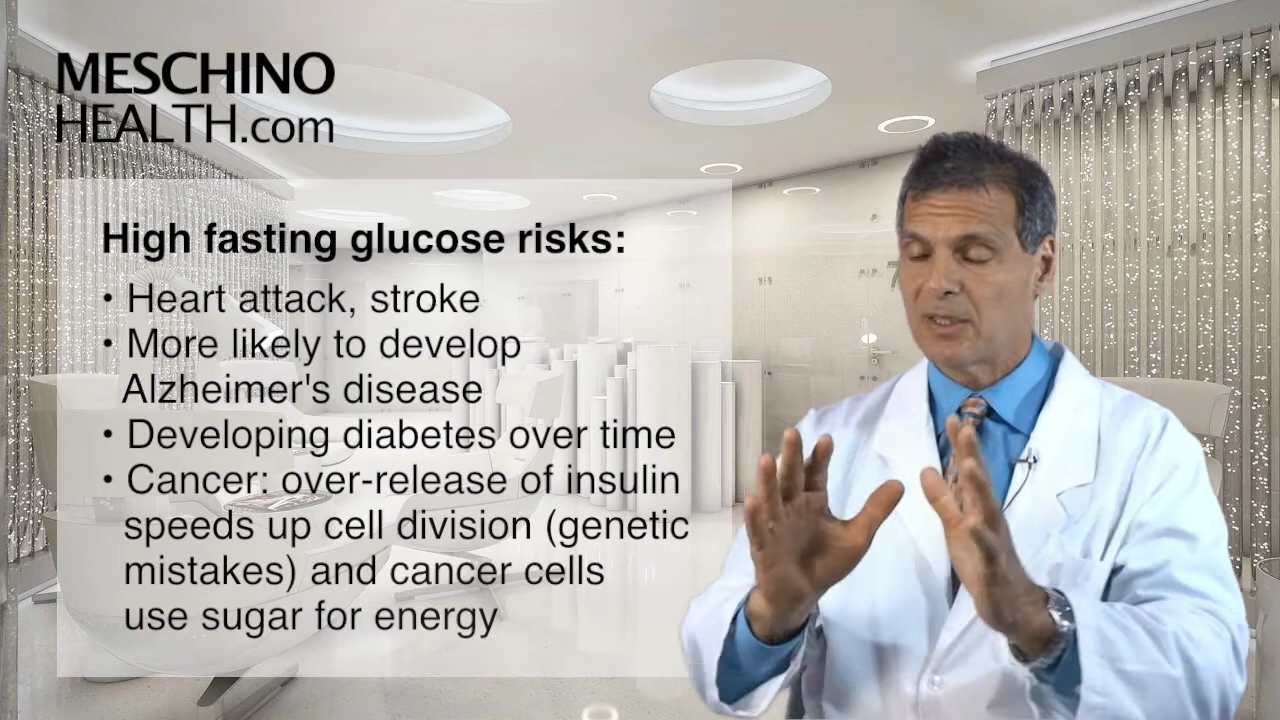 MESCHINO
HEALTH.com
High fasting glucose risks:
• Heart attack, stroke
• More likely to develop
Alzheimer's disease
• Developing diabetes over time
• Cancer: over-release of insulin
speeds up cell division (genetic
mistakes) and cancer cells
use sugar for energy